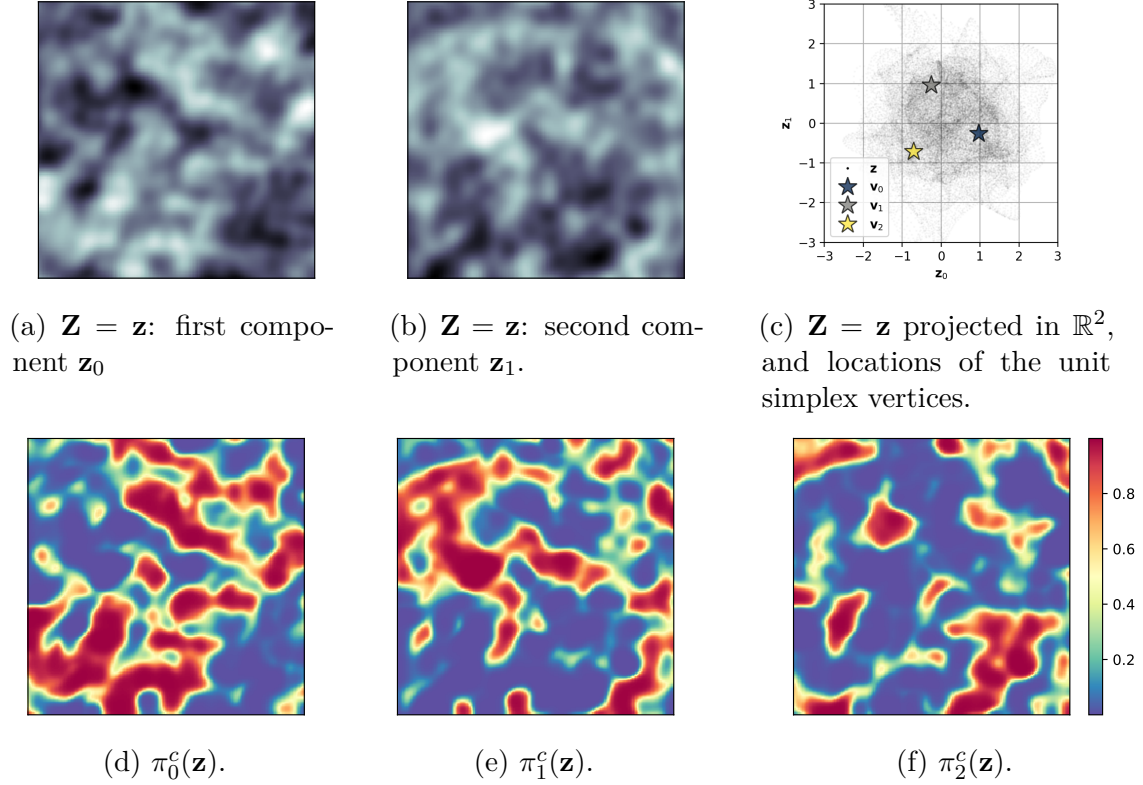 3
2
1
0
−1
−2
−3
z₁
z
v₀
v₁
v₂
−3 −2 −1 0 1 2 3
z₀
(a) Z = z: first compo-
nent z₀
(b) Z = z: second com-
ponent z₁.
(c) Z = z projected in ℝ²,
and locations of the unit
simplex vertices.
0.8
0.6
0.4
0.2
(d) π₀ᶜ(z).
(e) π₁ᶜ(z).
(f) π₂ᶜ(z).